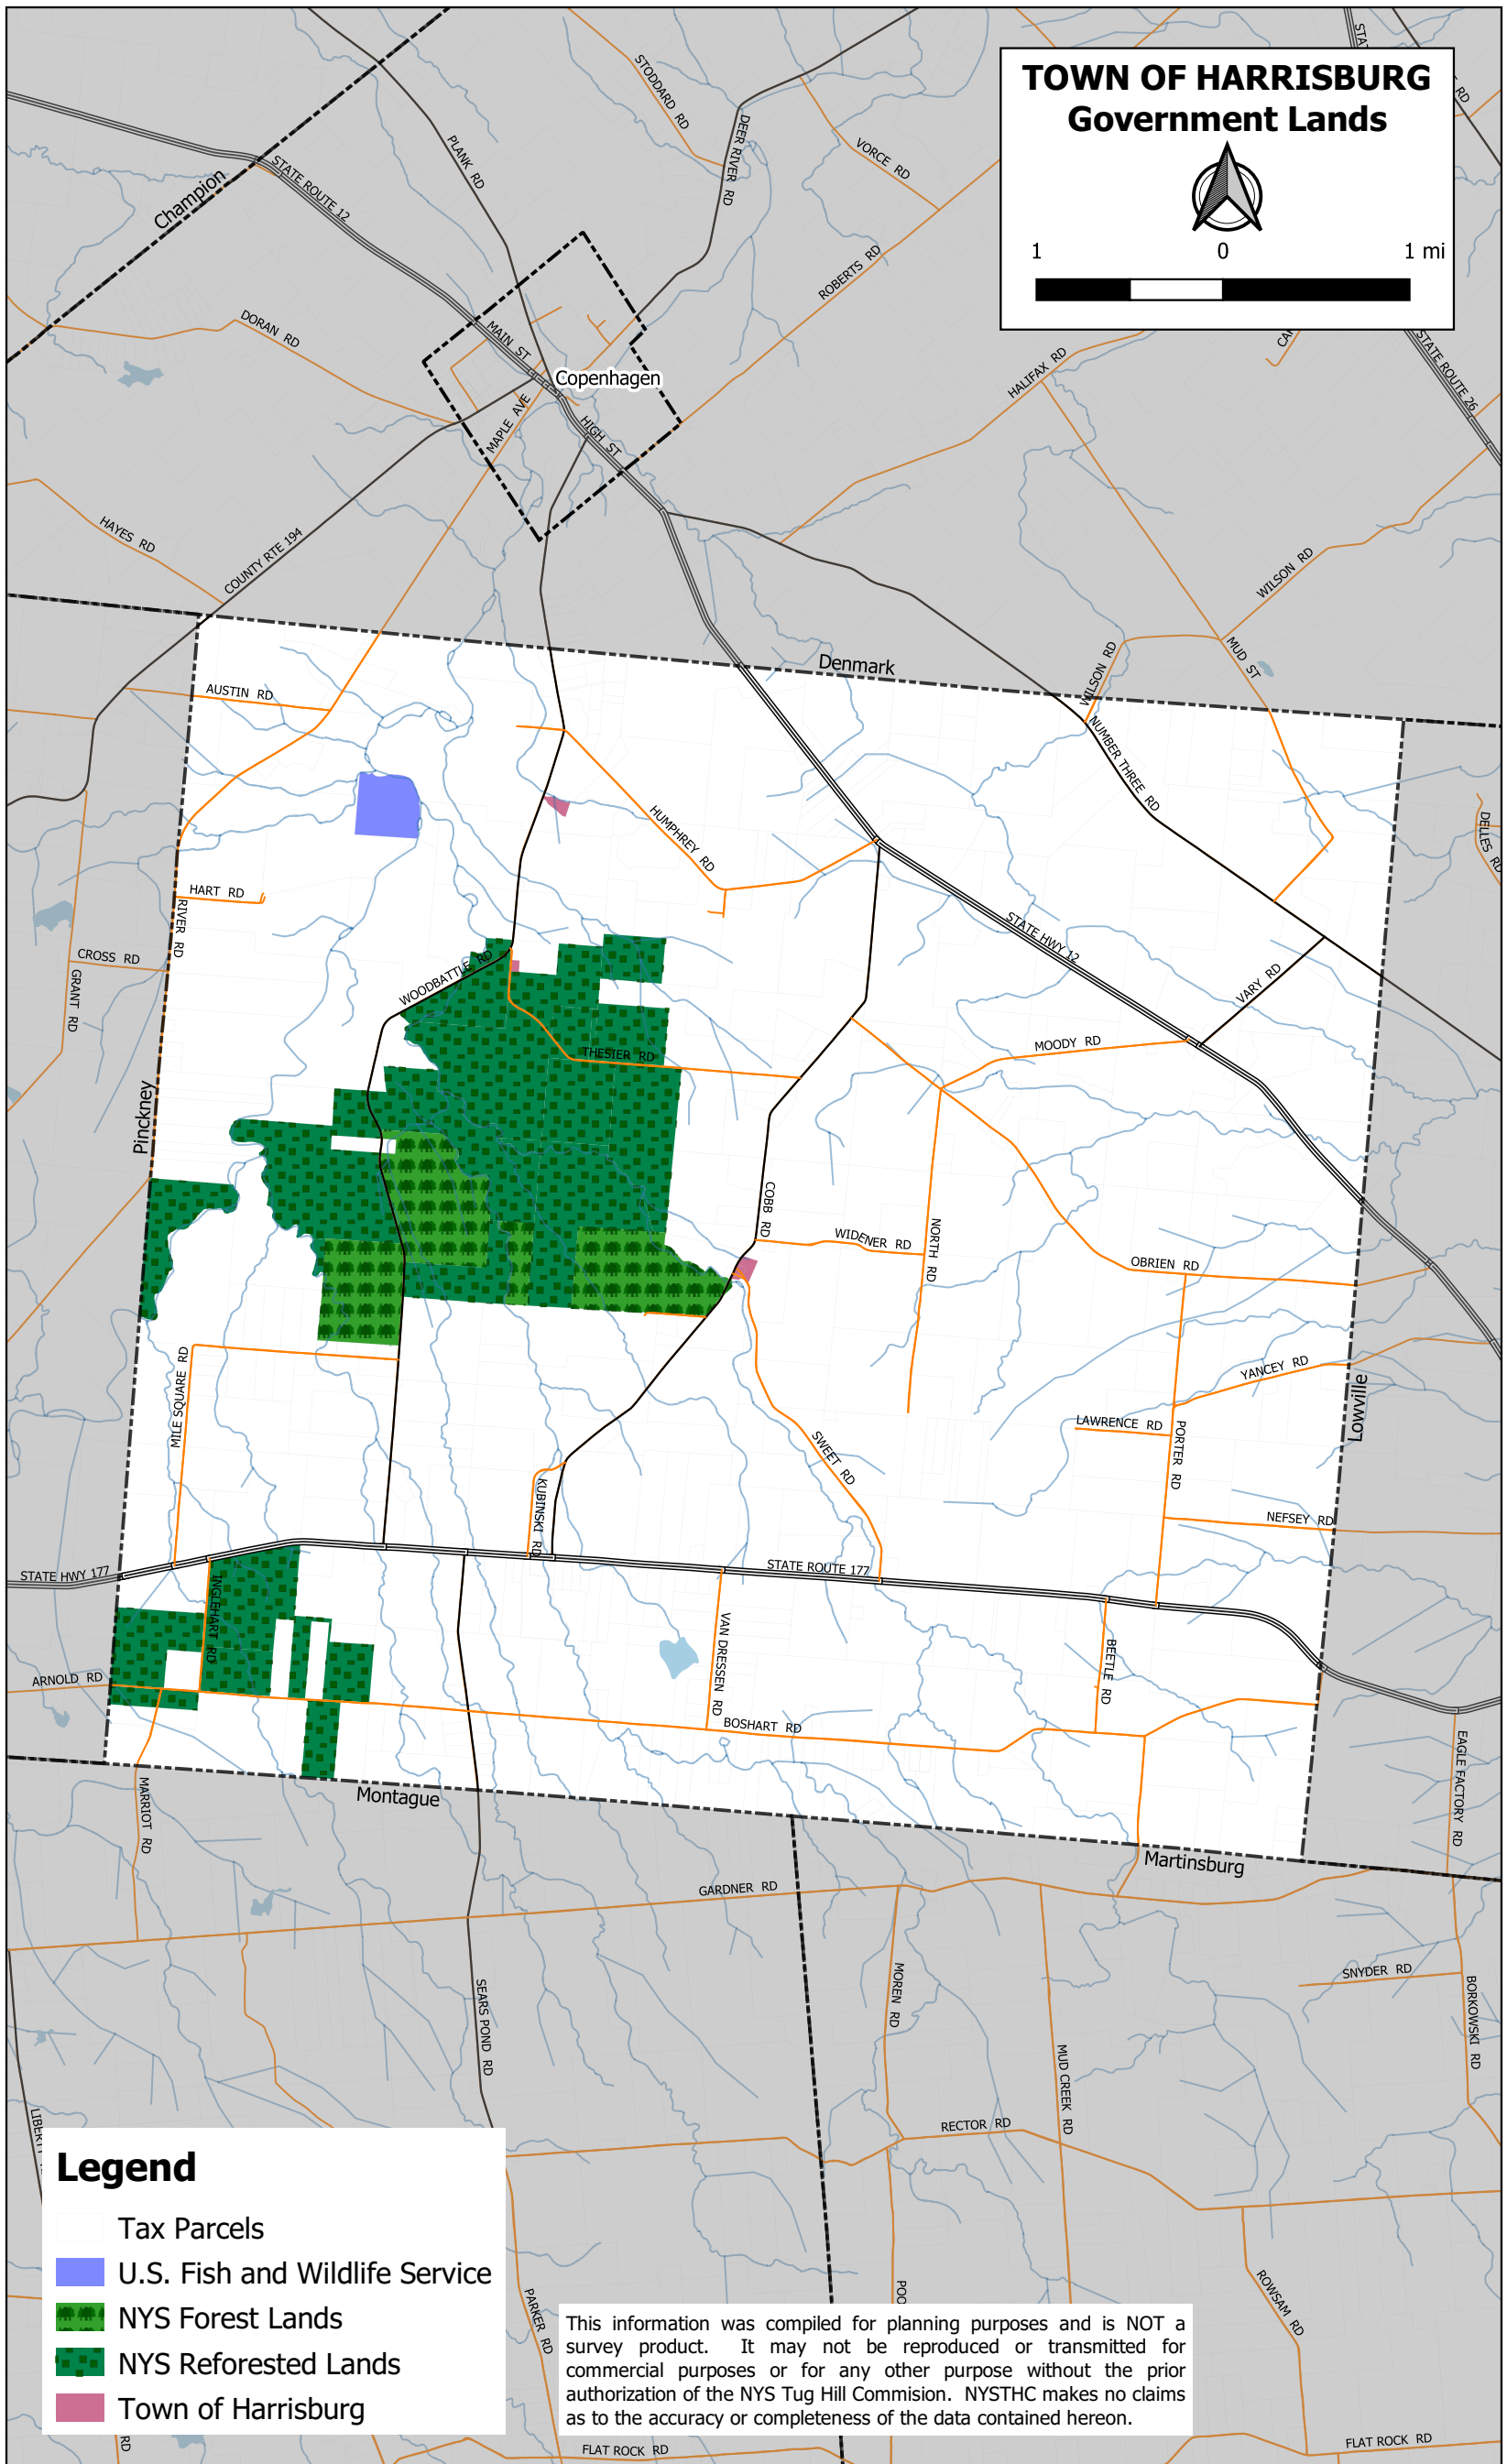 TOWN OF HARRISBURG
Government Lands
1 0 1 mi
STODDARD RD
PLANK RD
DEER RIVER RD
VORCE RD
RD
Champion
STATE ROUTE 12
ROBERTS RD
DORAN RD
MAIN ST
Copenhagen
MAPLE AVE
HIGH ST
HALIFAX RD
STATE ROUTE 26
HAYES RD
COUNTY RTE 194
WILSON RD
MUD ST
WILSON RD
Denmark
AUSTIN RD
NUMBER THREE RD
HUMPHREY RD
DELLES RD
HART RD
RIVER RD
CROSS RD
GRANT RD
WOODBATTLE RD
STATE HWY 12
VARY RD
THESIER RD
MOODY RD
Pinckney
COBB RD
WIDENER RD
NORTH RD
OBRIEN RD
MILE SQUARE RD
YANCEY RD
Lowville
LAWRENCE RD
PORTER RD
SWEET RD
KUBINSKI RD
NEFSEY RD
STATE HWY 177
STATE ROUTE 177
INGLEHART RD
VAN DRESSEN RD
BEETLE RD
ARNOLD RD
BOSHART RD
EAGLE FACTORY RD
MARRIOT RD
Montague
Martinsburg
GARDNER RD
SEARS POND RD
MOREN RD
SNYDER RD
BORKOWSKI RD
MUD CREEK RD
RECTOR RD
PARKER RD
ROWSAM RD
Legend
Tax Parcels
U.S. Fish and Wildlife Service
NYS Forest Lands
NYS Reforested Lands
Town of Harrisburg
RD
This information was compiled for planning purposes and is NOT a
survey product. It may not be reproduced or transmitted for
commercial purposes or for any other purpose without the prior
authorization of the NYS Tug Hill Commision. NYSTHC makes no claims
as to the accuracy or completeness of the data contained hereon.
FLAT ROCK RD
FLAT ROCK RD